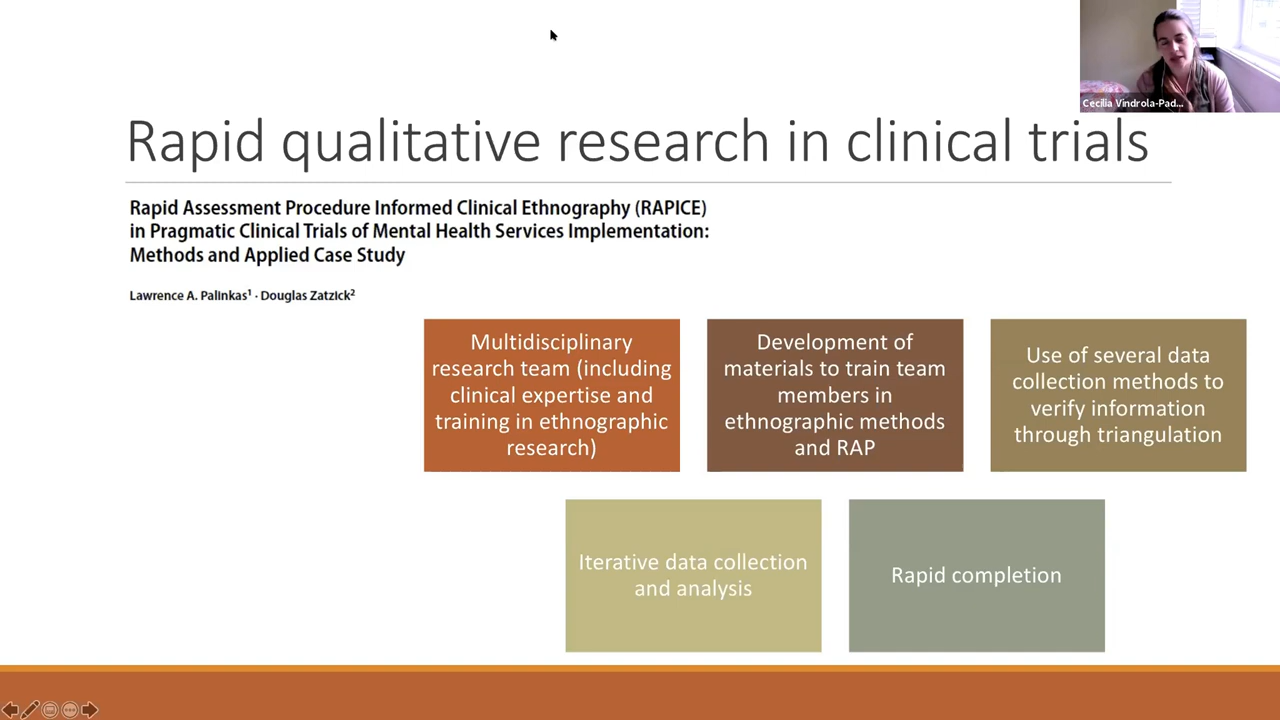 Cecilia Vindrola-Pad...
Rapid qualitative research in clinical trials
Rapid Assessment Procedure Informed Clinical Ethnography (RAPICE)
in Pragmatic Clinical Trials of Mental Health Services Implementation:
Methods and Applied Case Study
Lawrence A. Palinkas¹ · Douglas Zatzick²
Multidisciplinary
research team (including
clinical expertise and
training in ethnographic
research)
Development of
materials to train team
members in
ethnographic methods
and RAP
Use of several data
collection methods to
verify information
through triangulation
Iterative data collection
and analysis
Rapid completion